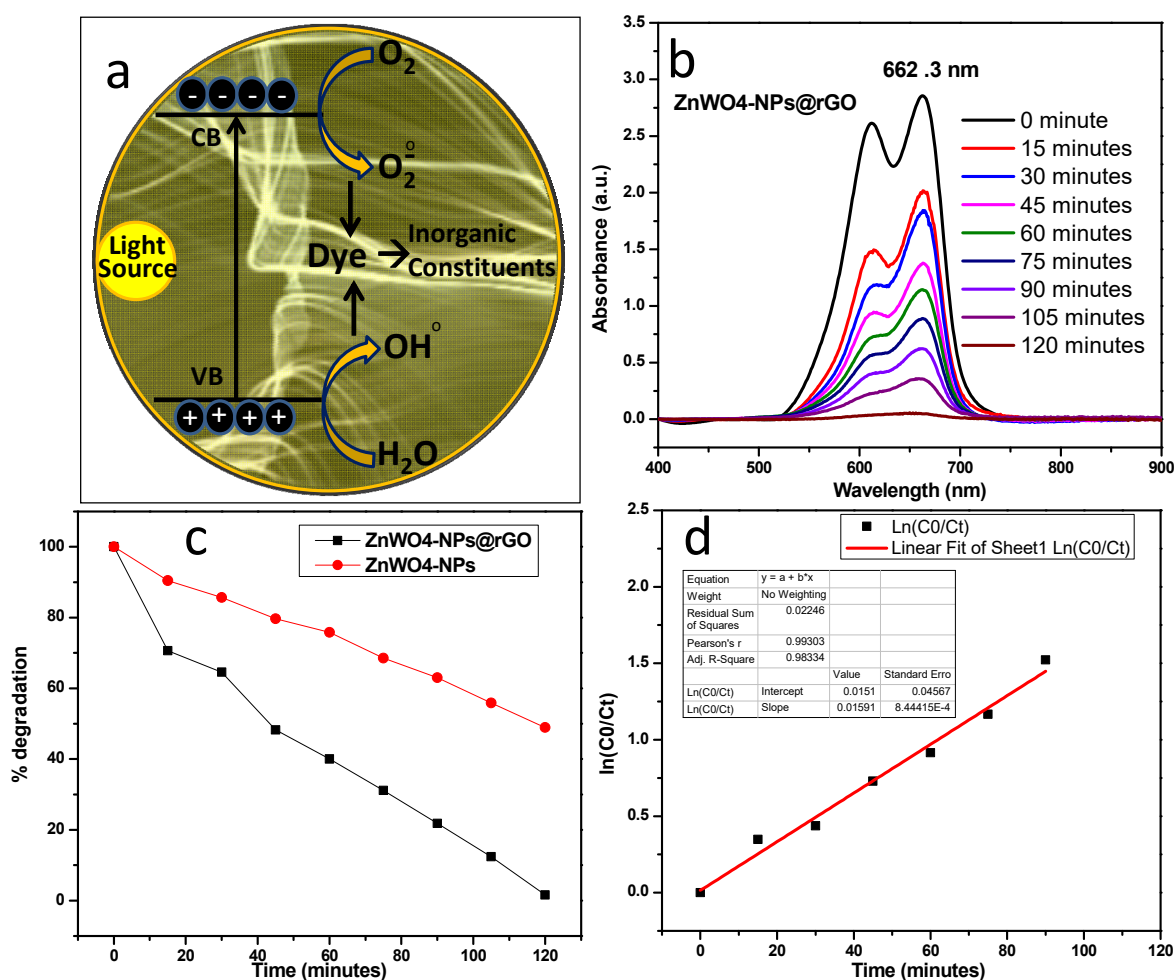 a
O2
- - - -
CB
O2-o
Light
Source
Dye
Inorganic
Constituents
OHo
VB
+ + + +
H2O
b
662 .3 nm
ZnWO4-NPs@rGO
0 minute
15 minutes
30 minutes
45 minutes
60 minutes
75 minutes
90 minutes
105 minutes
120 minutes
3.5
3.0
2.5
2.0
1.5
1.0
0.5
0.0
Absorbance (a.u.)
400 500 600 700 800 900
Wavelength (nm)
c
ZnWO4-NPs@rGO
ZnWO4-NPs
100
80
60
40
20
0
% degradation
0 20 40 60 80 100 120
Time (minutes)
d
Ln(C0/Ct)
Linear Fit of Sheet1 Ln(C0/Ct)
Equation y = a + b*x
Weight No Weighting
Residual Sum
of Squares 0.02246
Pearson's r 0.99303
Adj. R-Square 0.98334
Value Standard Erro
Ln(C0/Ct) Intercept 0.0151 0.04567
Ln(C0/Ct) Slope 0.01591 8.44415E-4
2.5
2.0
1.5
1.0
0.5
0.0
ln(C0/Ct)
0 20 40 60 80 100 120
Time (minutes)